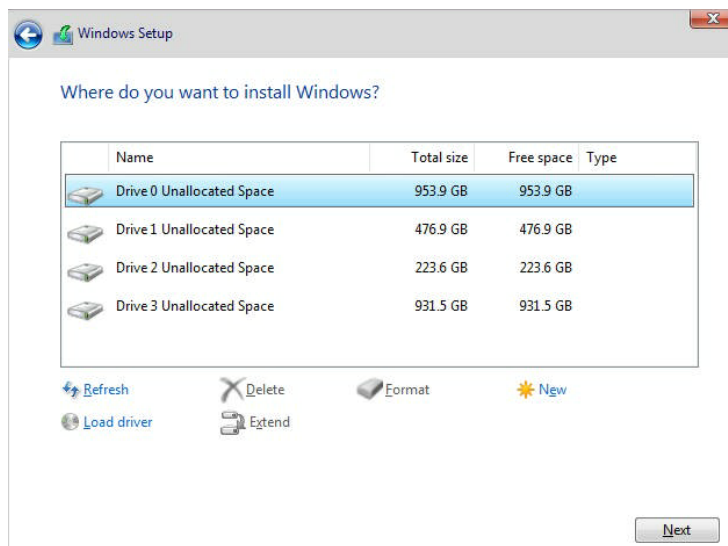 Windows Setup
Where do you want to install Windows?
Name Total size Free space Type
Drive 0 Unallocated Space 953.9 GB 953.9 GB
Drive 1 Unallocated Space 476.9 GB 476.9 GB
Drive 2 Unallocated Space 223.6 GB 223.6 GB
Drive 3 Unallocated Space 931.5 GB 931.5 GB
Refresh Delete Format New
Load driver Extend
Next